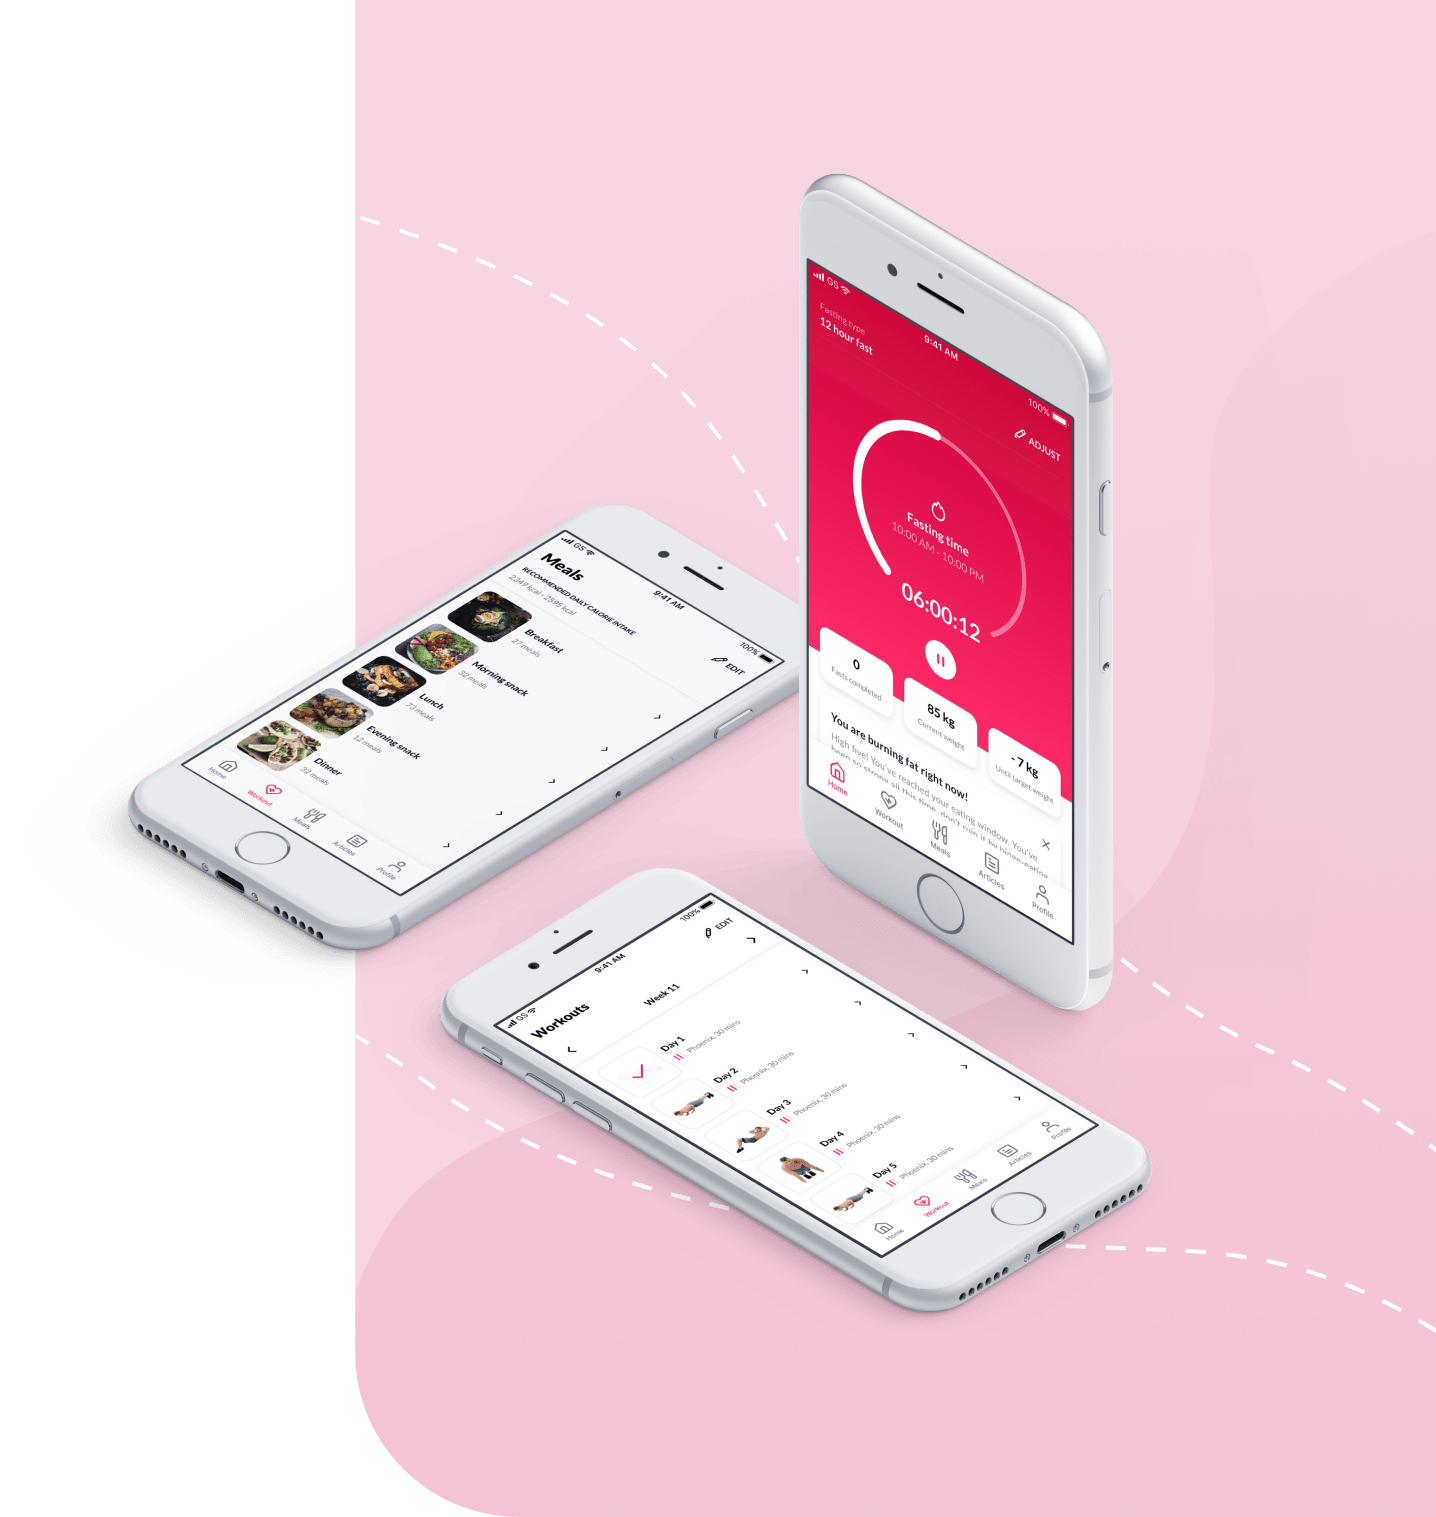 GS
9:41 AM
100%
Fasting type
12 hour fast
ADJUST
Fasting time
10:00 AM - 10:00 PM
06:00:12
0
Fasts completed
85 kg
Current weight
- 7 kg
Until target weight
You are burning fat right now!
High five! You've reached your eating window. You've
been so strong all this time, don't ruin it by binge-eating
Home
Workout
Meals
Articles
Profile
GS
9:41 AM
100%
Meals
EDIT
RECOMMENDED DAILY CALORIE INTAKE
2349 kcal - 2595 kcal
Breakfast
27 meals
Morning snack
32 meals
Lunch
73 meals
Evening snack
12 meals
Dinner
32 meals
Home
Workout
Meals
Articles
Profile
GS
9:41 AM
100%
Workouts
EDIT
Week 11
Day 1
Phoenix, 30 mins
Day 2
Phoenix, 30 mins
Day 3
Phoenix, 30 mins
Day 4
Phoenix, 30 mins
Day 5
Phoenix, 30 mins
Home
Workout
Meals
Articles
Profile